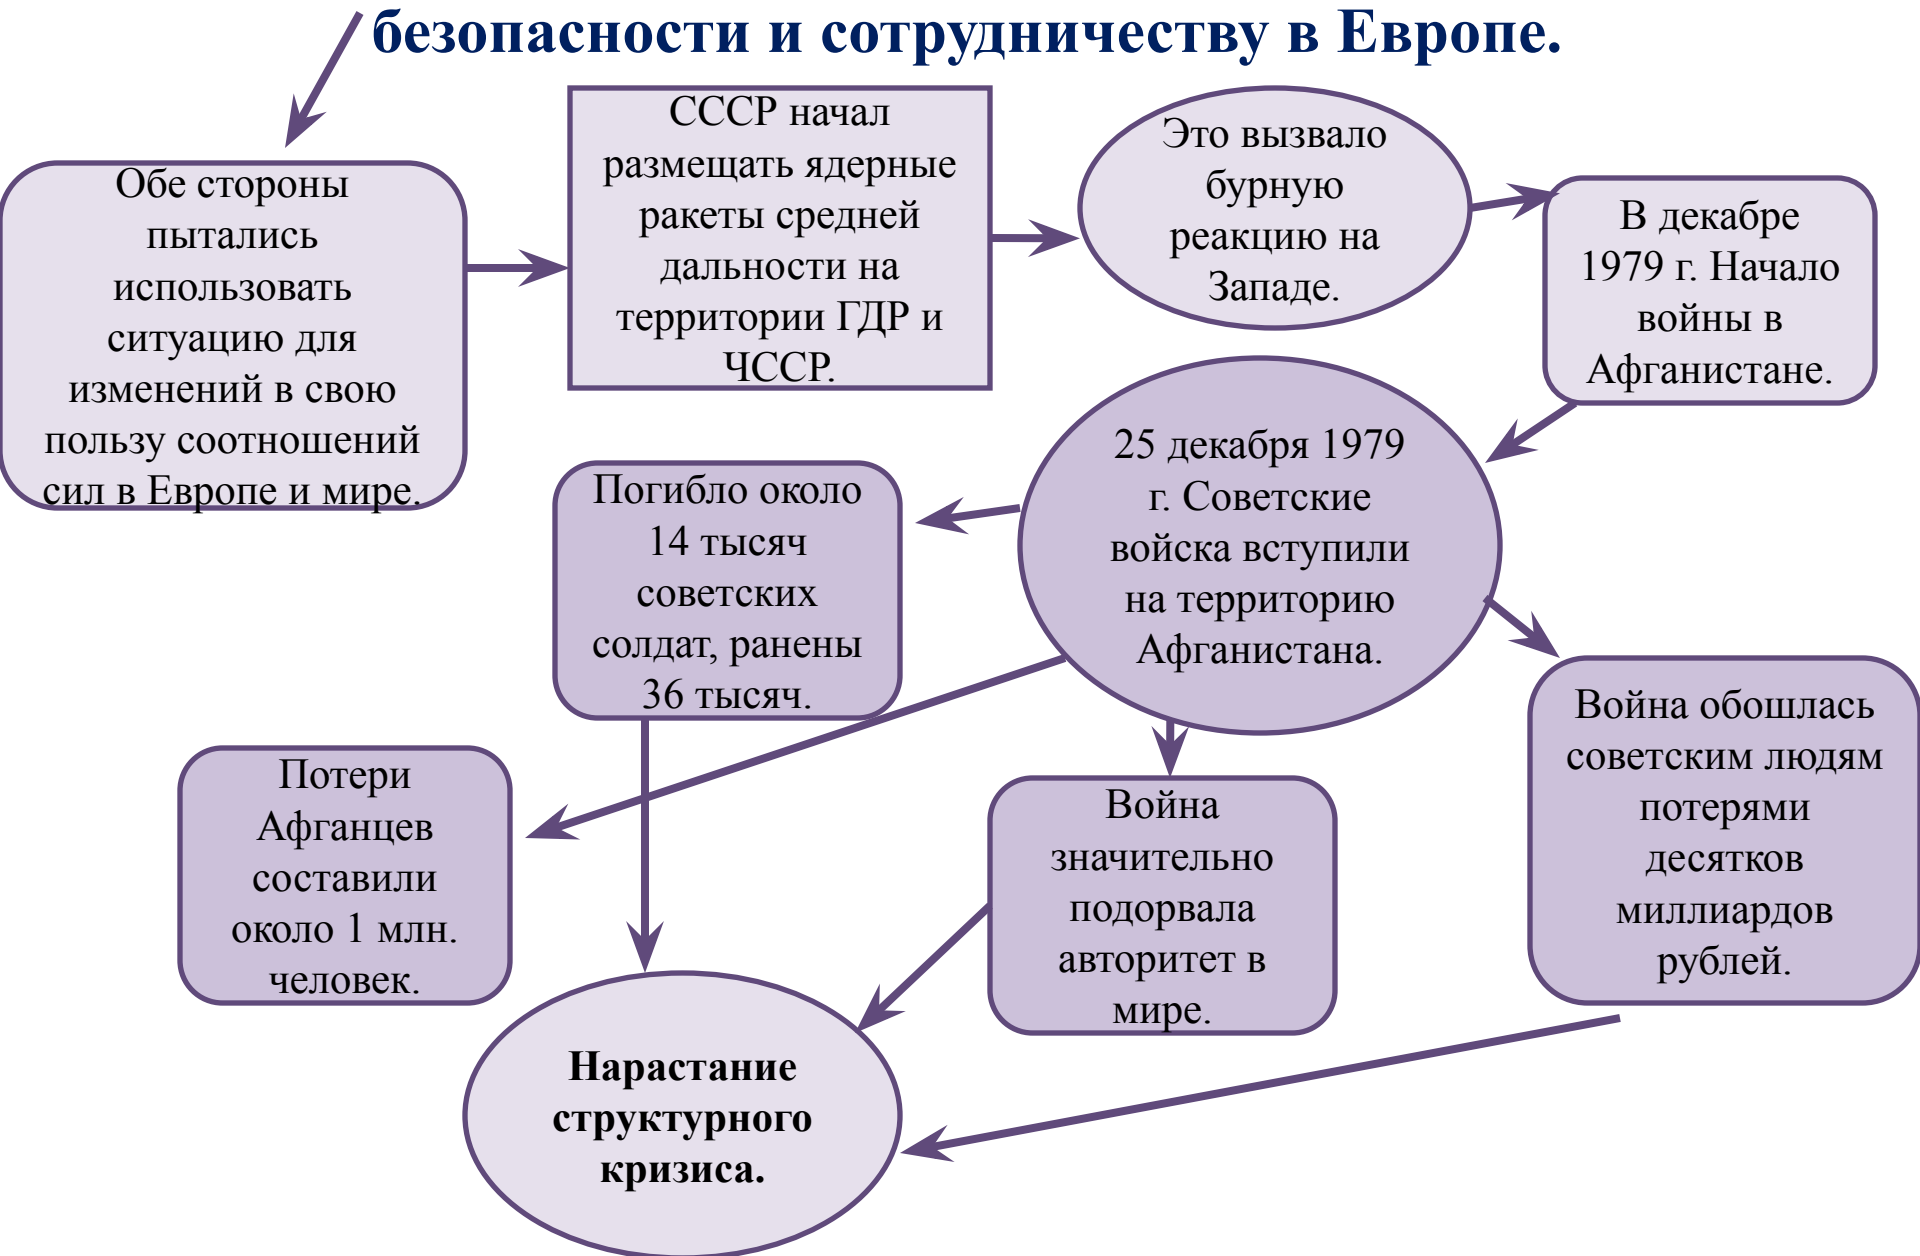 безопасности и сотрудничеству в Европе.
Обе стороны
пытались
использовать
ситуацию для
изменений в свою
пользу соотношений
сил в Европе и мире.
СССР начал
размещать ядерные
ракеты средней
дальности на
территории ГДР и
ЧССР.
Это вызвало
бурную
реакцию на
Западе.
В декабре
1979 г. Начало
войны в
Афганистане.
25 декабря 1979
г. Советские
войска вступили
на территорию
Афганистана.
Погибло около
14 тысяч
советских
солдат, ранены
36 тысяч.
Потери
Афганцев
составили
около 1 млн.
человек.
Война
значительно
подорвала
авторитет в
мире.
Война обошлась
советским людям
потерями
десятков
миллиардов
рублей.
Нарастание
структурного
кризиса.